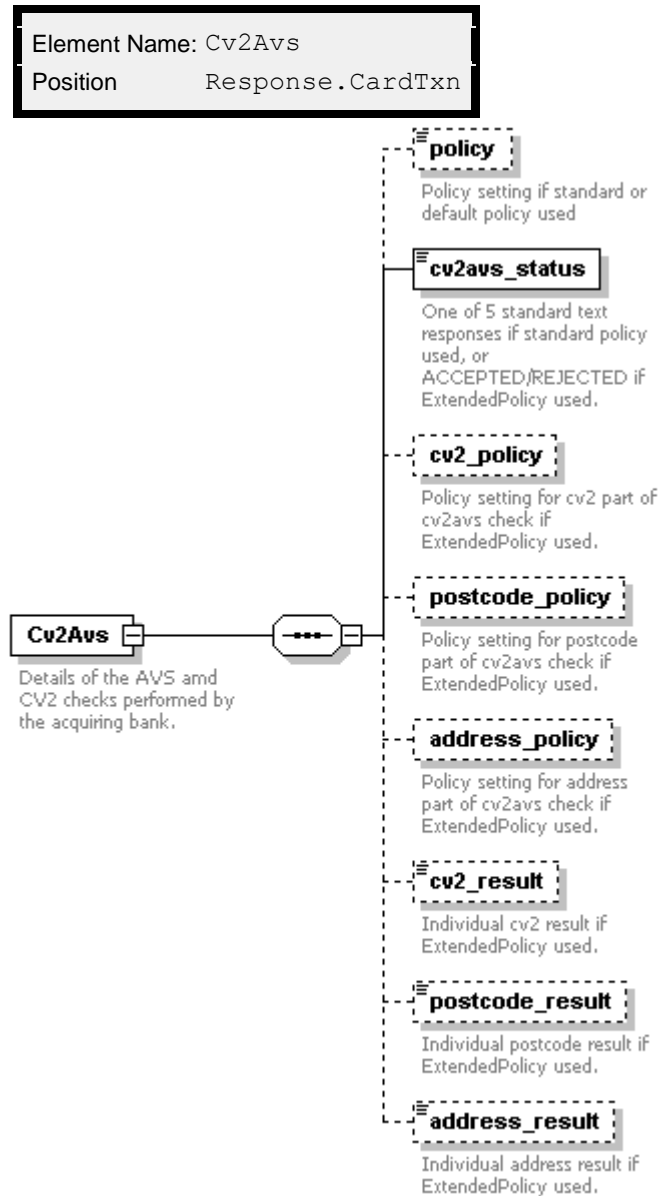 Element Name: Cv2Avs
Position Response.CardTxn
policy
Policy setting if standard or
default policy used
cv2avs_status
One of 5 standard text
responses if standard policy
used, or
ACCEPTED/REJECTED if
ExtendedPolicy used.
cv2_policy
Policy setting for cv2 part of
cv2avs check if
ExtendedPolicy used.
postcode_policy
Policy setting for postcode
part of cv2avs check if
ExtendedPolicy used.
Cv2Avs
Details of the AVS amd
CV2 checks performed by
the acquiring bank.
address_policy
Policy setting for address
part of cv2avs check if
ExtendedPolicy used.
cv2_result
Individual cv2 result if
ExtendedPolicy used.
postcode_result
Individual postcode result if
ExtendedPolicy used.
address_result
Individual address result if
ExtendedPolicy used.